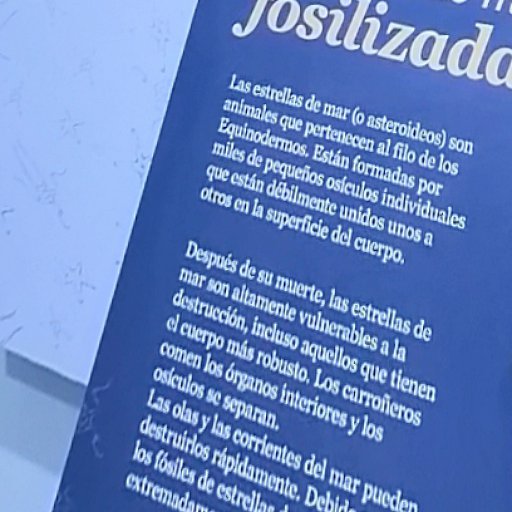 fosilizada
Las estrellas de mar (o asteroideos) son
animales que pertenecen al filo de los
Equinodermos. Están formadas por
miles de pequeños osículos individuales
que están débilmente unidos unos a
otros en la superficie del cuerpo.
Después de su muerte, las estrellas de
mar son altamente vulnerables a la
destrucción, incluso aquellos que tienen
el cuerpo más robusto. Los carroñeros
comen los órganos interiores y los
osículos se separan.
Las olas y las corrientes del mar pueden
destruirlos rápidamente. Debido
los fósiles de estrellas de